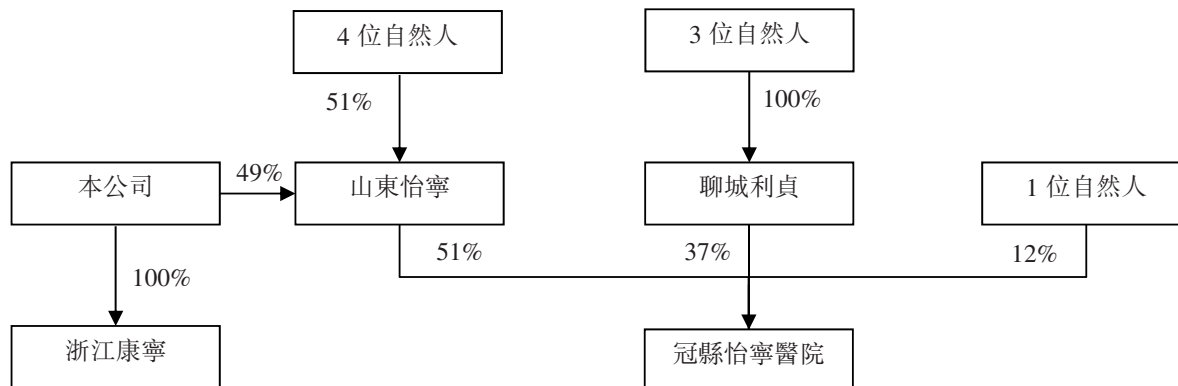 4 位自然人
3 位自然人
51%
100%
本公司
49%
山東怡寧
聊城利貞
1 位自然人
51%
37%
12%
100%
浙江康寧
冠縣怡寧醫院